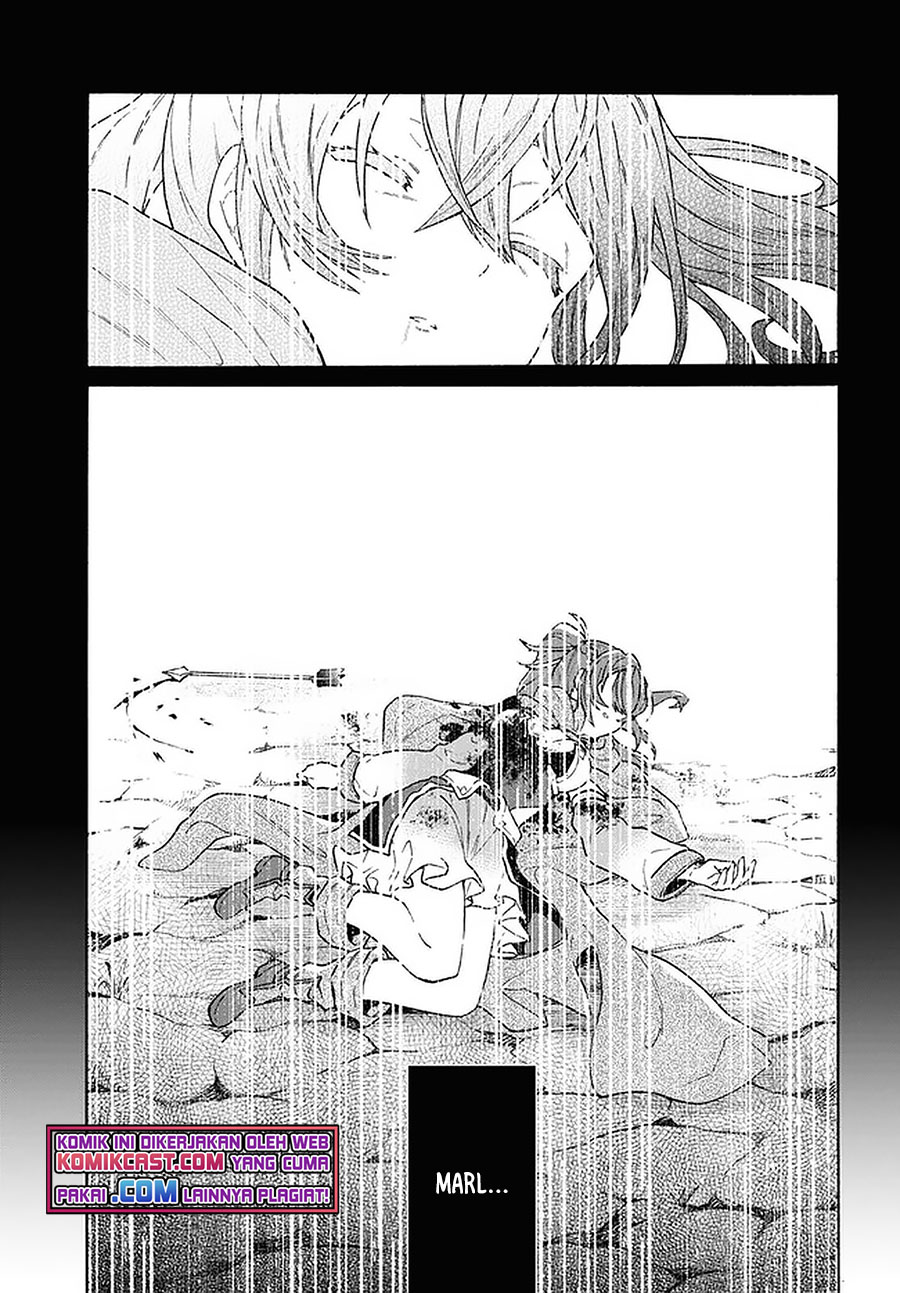 KOMIK INI DIKERJAKAN OLEH WEB
KOMIKCAST.COM YANG CUMA
PAKAI .COM LAINNYA PLAGIAT!
MARL...